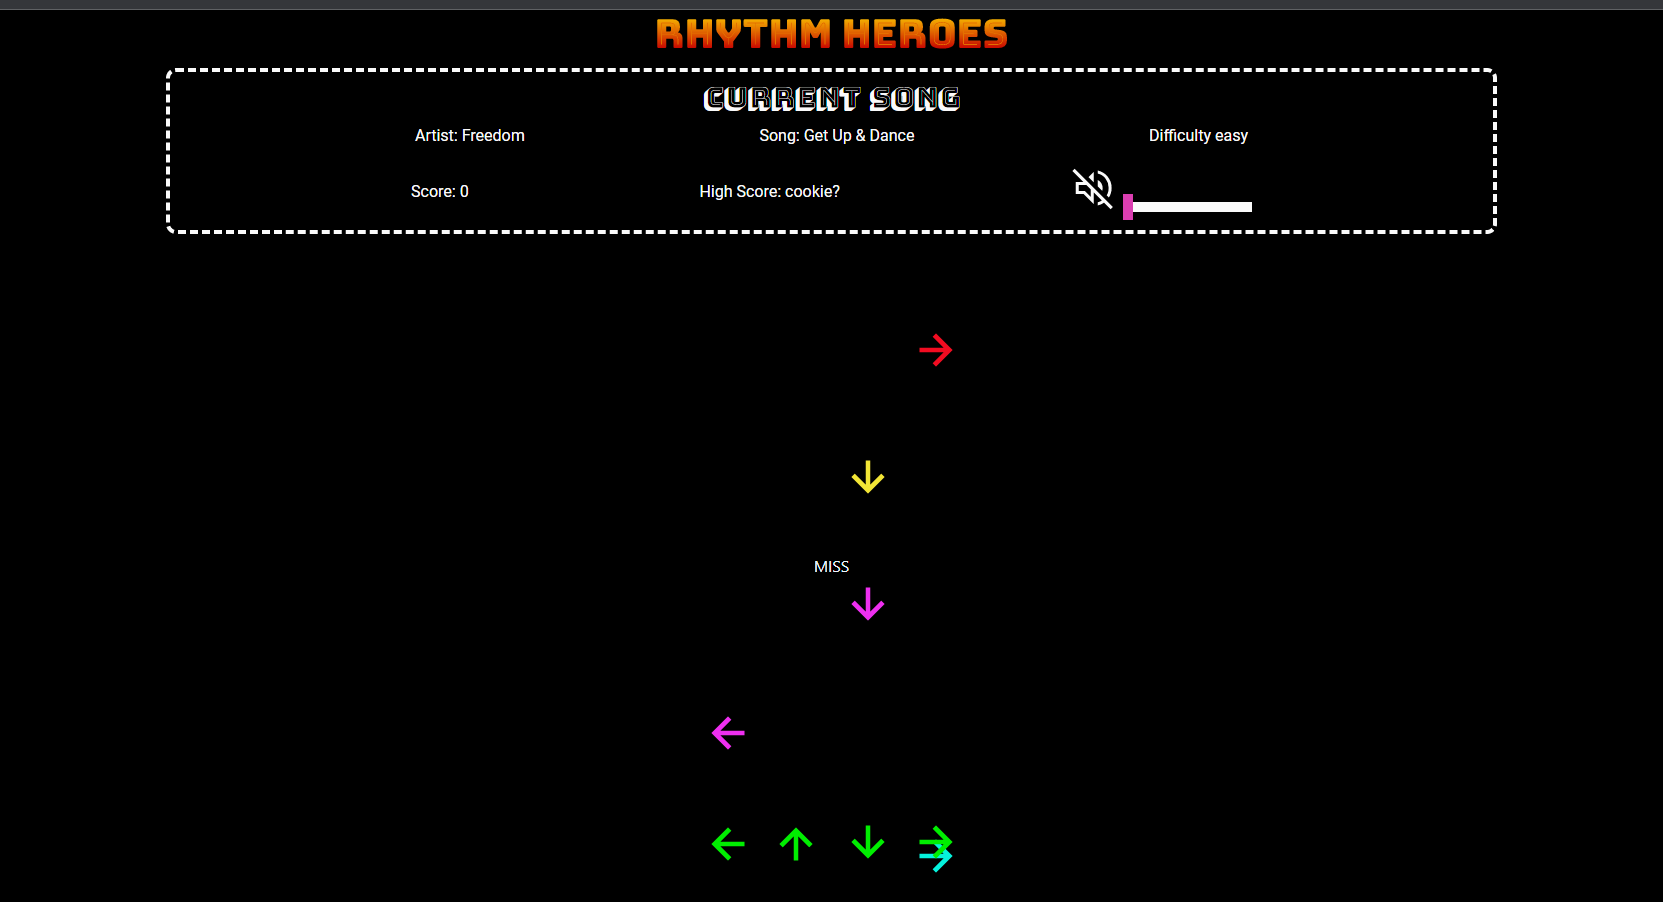 RHYTHM HEROES
CURRENT SONG
Artist: Freedom
Song: Get Up & Dance
Difficulty easy
Score: 0
High Score: cookie?
MISS